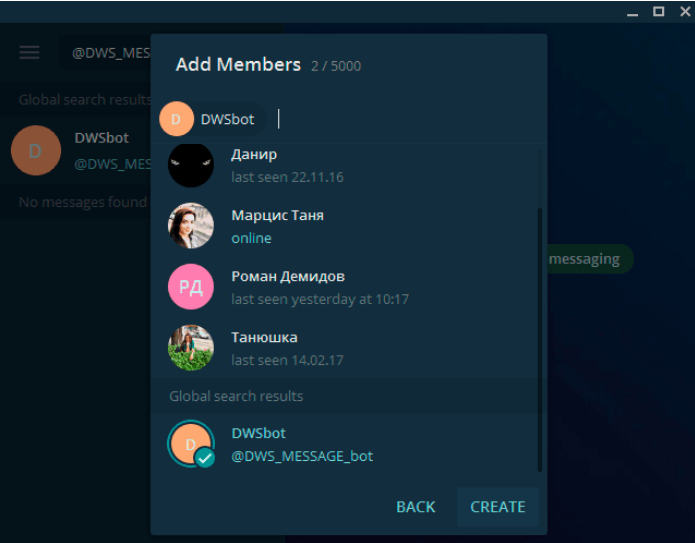 @DWS_MES
Global search results
DWSbot
@DWS_MES
No messages found
messaging
Add Members 2 / 5000
D DWSbot
Данир
last seen 22.11.16
Марцис Таня
online
РД
Роман Демидов
last seen yesterday at 10:17
Танюшка
last seen 14.02.17
Global search results
D
DWSbot
@DWS_MESSAGE_bot
BACK CREATE